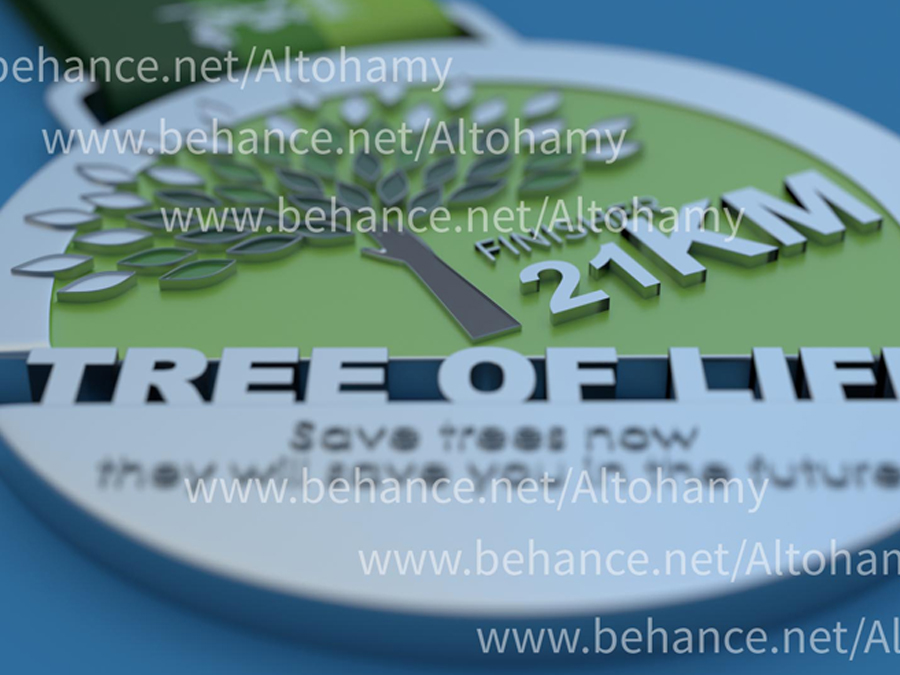 behance.net/Altohamy
www.behance.net/Altohamy
www.behance.net/Altohamy
FINISHER
21KM
TREE OF LIFE
Save trees now
they will save you in the future
www.behance.net/Altohamy
www.behance.net/Altoham
www.behance.net/Al